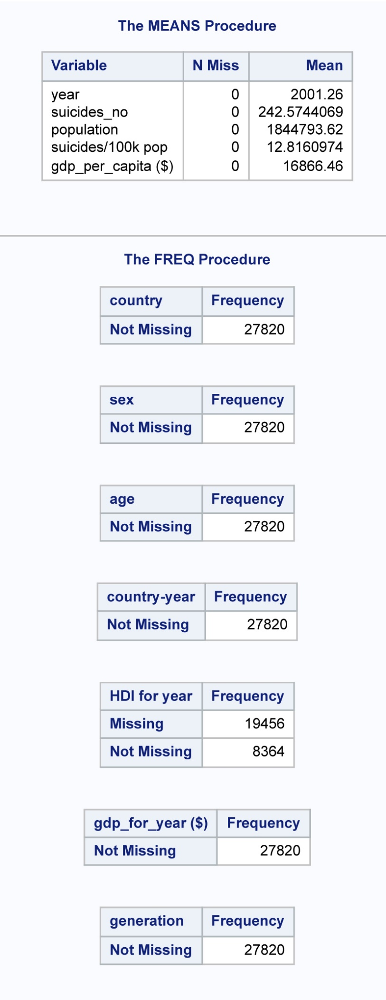 The MEANS Procedure
Variable N Miss Mean
year 0 2001.26
suicides_no 0 242.5744069
population 0 1844793.62
suicides/100k pop 0 12.8160974
gdp_per_capita ($) 0 16866.46
The FREQ Procedure
country Frequency
Not Missing 27820
sex Frequency
Not Missing 27820
age Frequency
Not Missing 27820
country-year Frequency
Not Missing 27820
HDI for year Frequency
Missing 19456
Not Missing 8364
gdp_for_year ($) Frequency
Not Missing 27820
generation Frequency
Not Missing 27820